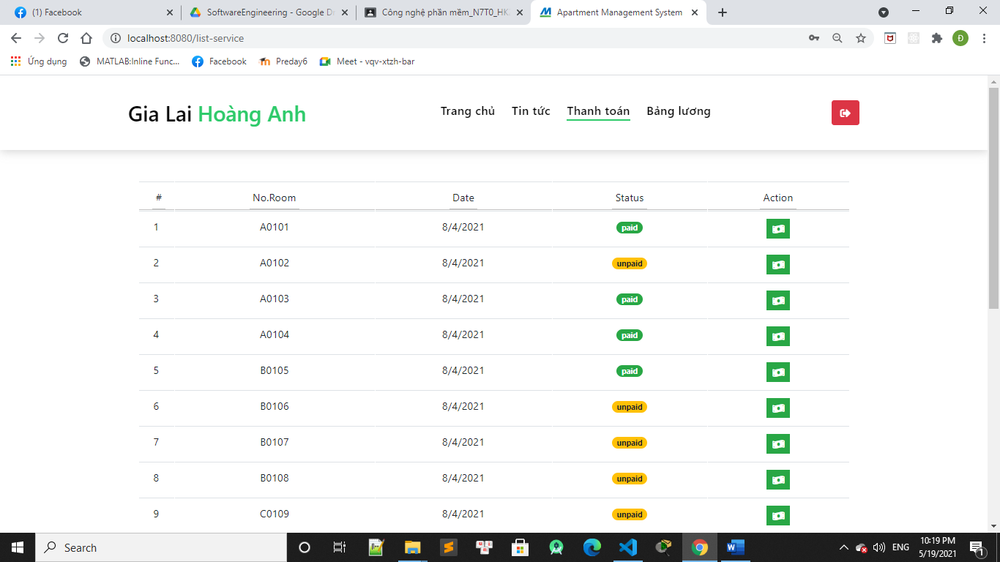 (1) Facebook
SoftwareEngineering - Google Dr
Công nghệ phần mềm_N7T0_HK
Apartment Management System
localhost:8080/list-service
Đ
Ứng dụng
MATLAB:Inline Func...
Facebook
Preday6
Meet - vqv-xtzh-bar
Gia Lai Hoàng Anh
Trang chủ
Tin tức
Thanh toán
Bảng lương
# No.Room Date Status Action
1 A0101 8/4/2021 paid
2 A0102 8/4/2021 unpaid
3 A0103 8/4/2021 paid
4 A0104 8/4/2021 paid
5 B0105 8/4/2021 paid
6 B0106 8/4/2021 unpaid
7 B0107 8/4/2021 unpaid
8 B0108 8/4/2021 unpaid
9 C0109 8/4/2021 unpaid
Search
ENG
10:19 PM
5/19/2021
1